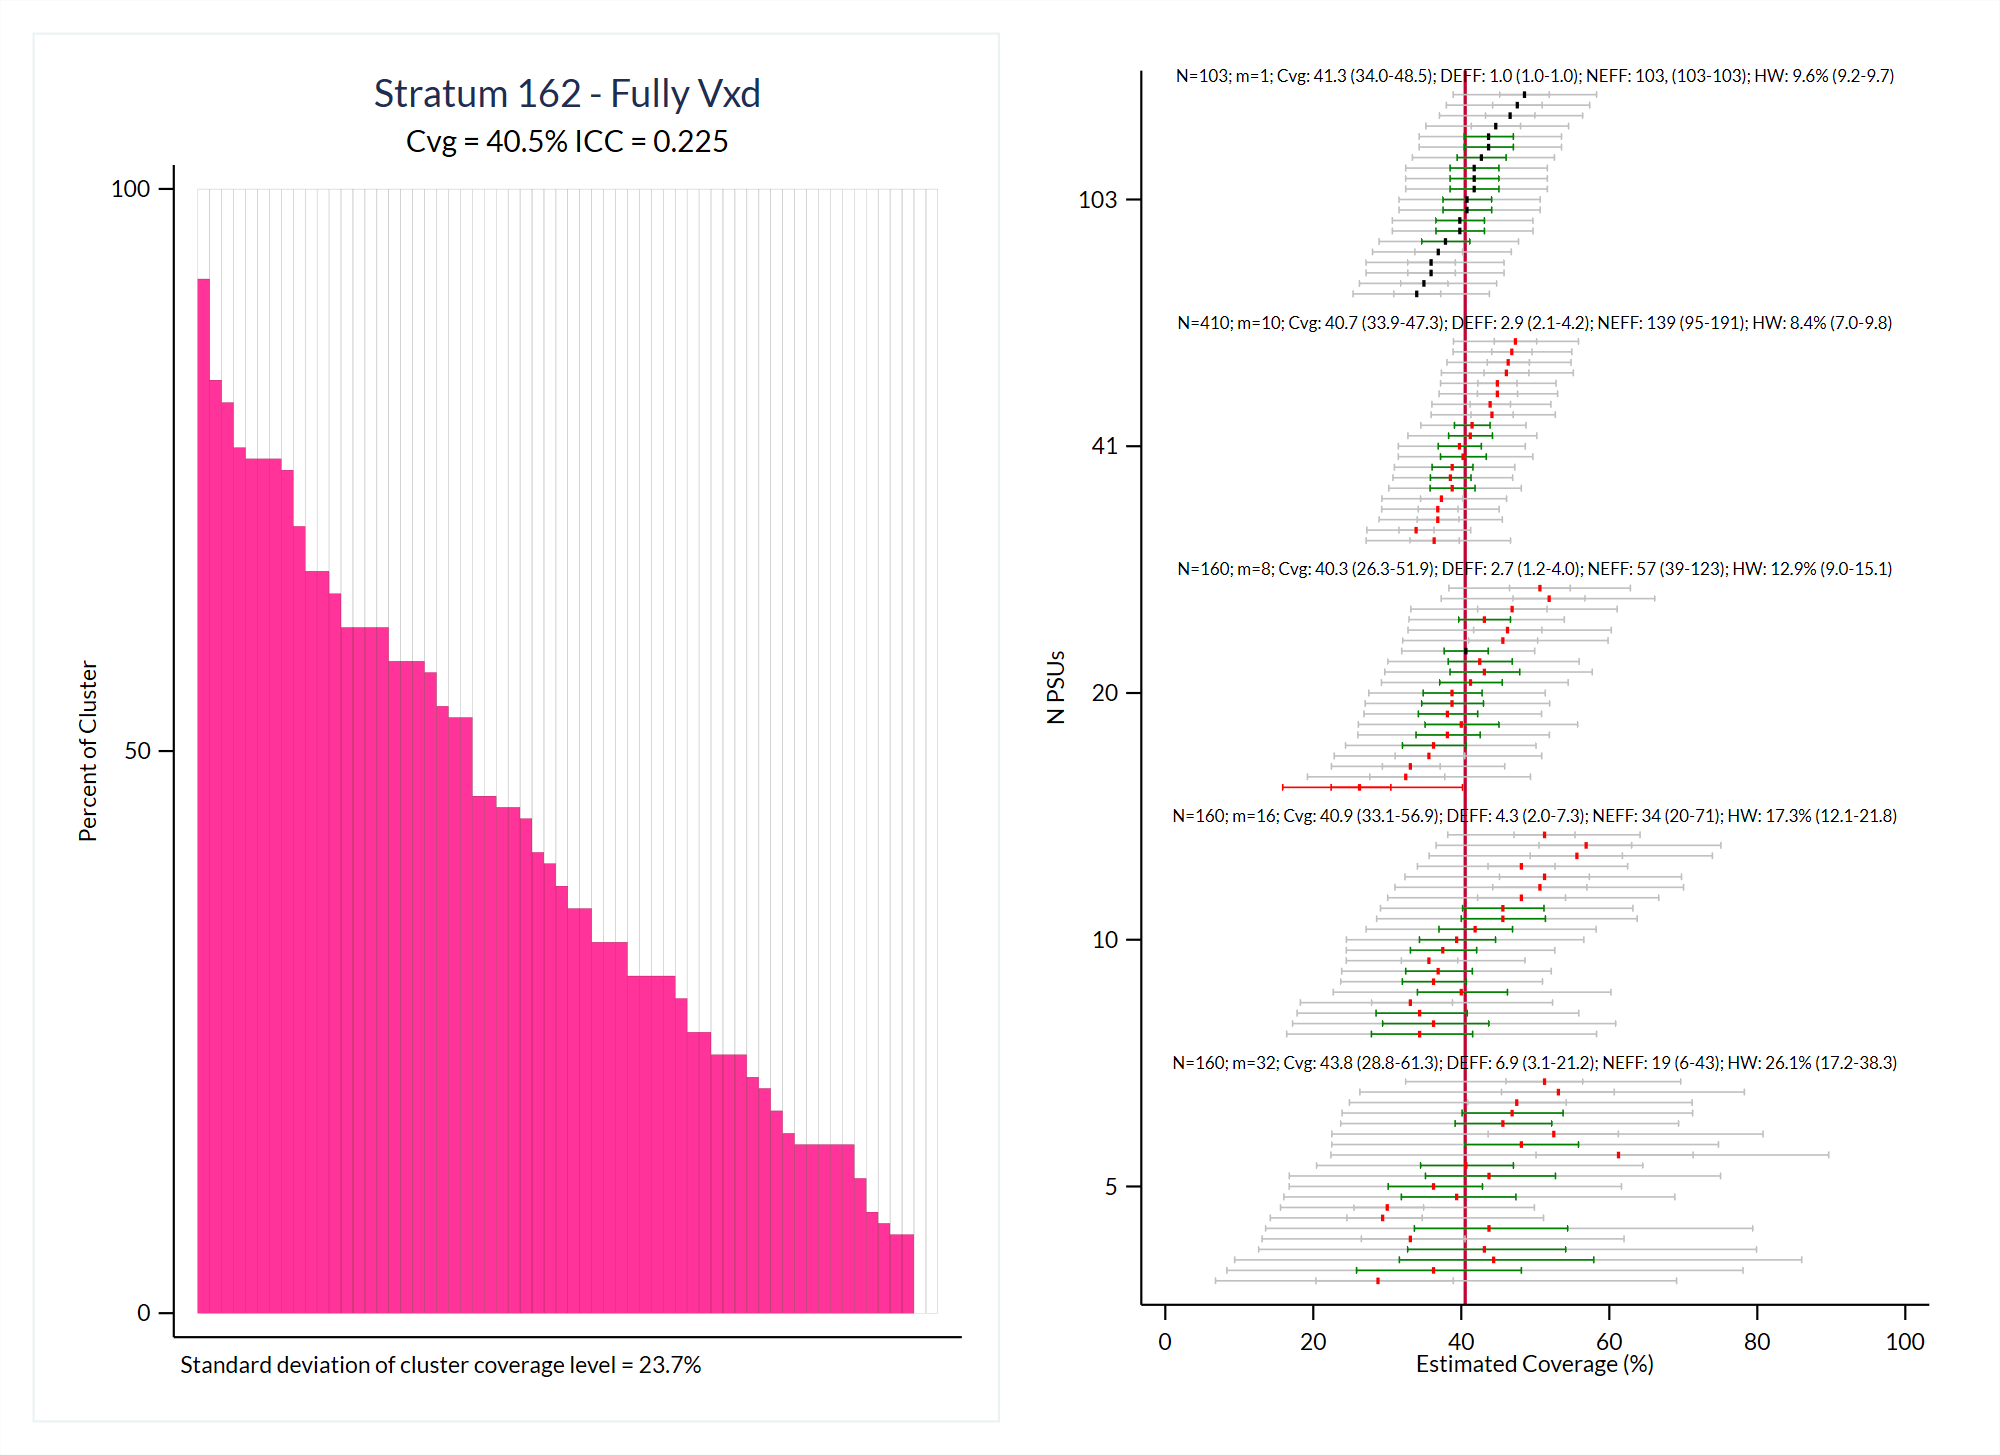 Stratum 162 - Fully Vxd
Cvg = 40.5% ICC = 0.225
100
50
0
Percent of Cluster
Standard deviation of cluster coverage level = 23.7%
N=103; m=1; Cvg: 41.3 (34.0-48.5); DEFF: 1.0 (1.0-1.0); NEFF: 103, (103-103); HW: 9.6% (9.2-9.7)
103
N=410; m=10; Cvg: 40.7 (33.9-47.3); DEFF: 2.9 (2.1-4.2); NEFF: 139 (95-191); HW: 8.4% (7.0-9.8)
41
N=160; m=8; Cvg: 40.3 (26.3-51.9); DEFF: 2.7 (1.2-4.0); NEFF: 57 (39-123); HW: 12.9% (9.0-15.1)
N PSUs
20
N=160; m=16; Cvg: 40.9 (33.1-56.9); DEFF: 4.3 (2.0-7.3); NEFF: 34 (20-71); HW: 17.3% (12.1-21.8)
10
N=160; m=32; Cvg: 43.8 (28.8-61.3); DEFF: 6.9 (3.1-21.2); NEFF: 19 (6-43); HW: 26.1% (17.2-38.3)
5
0 20 40 60 80 100
Estimated Coverage (%)